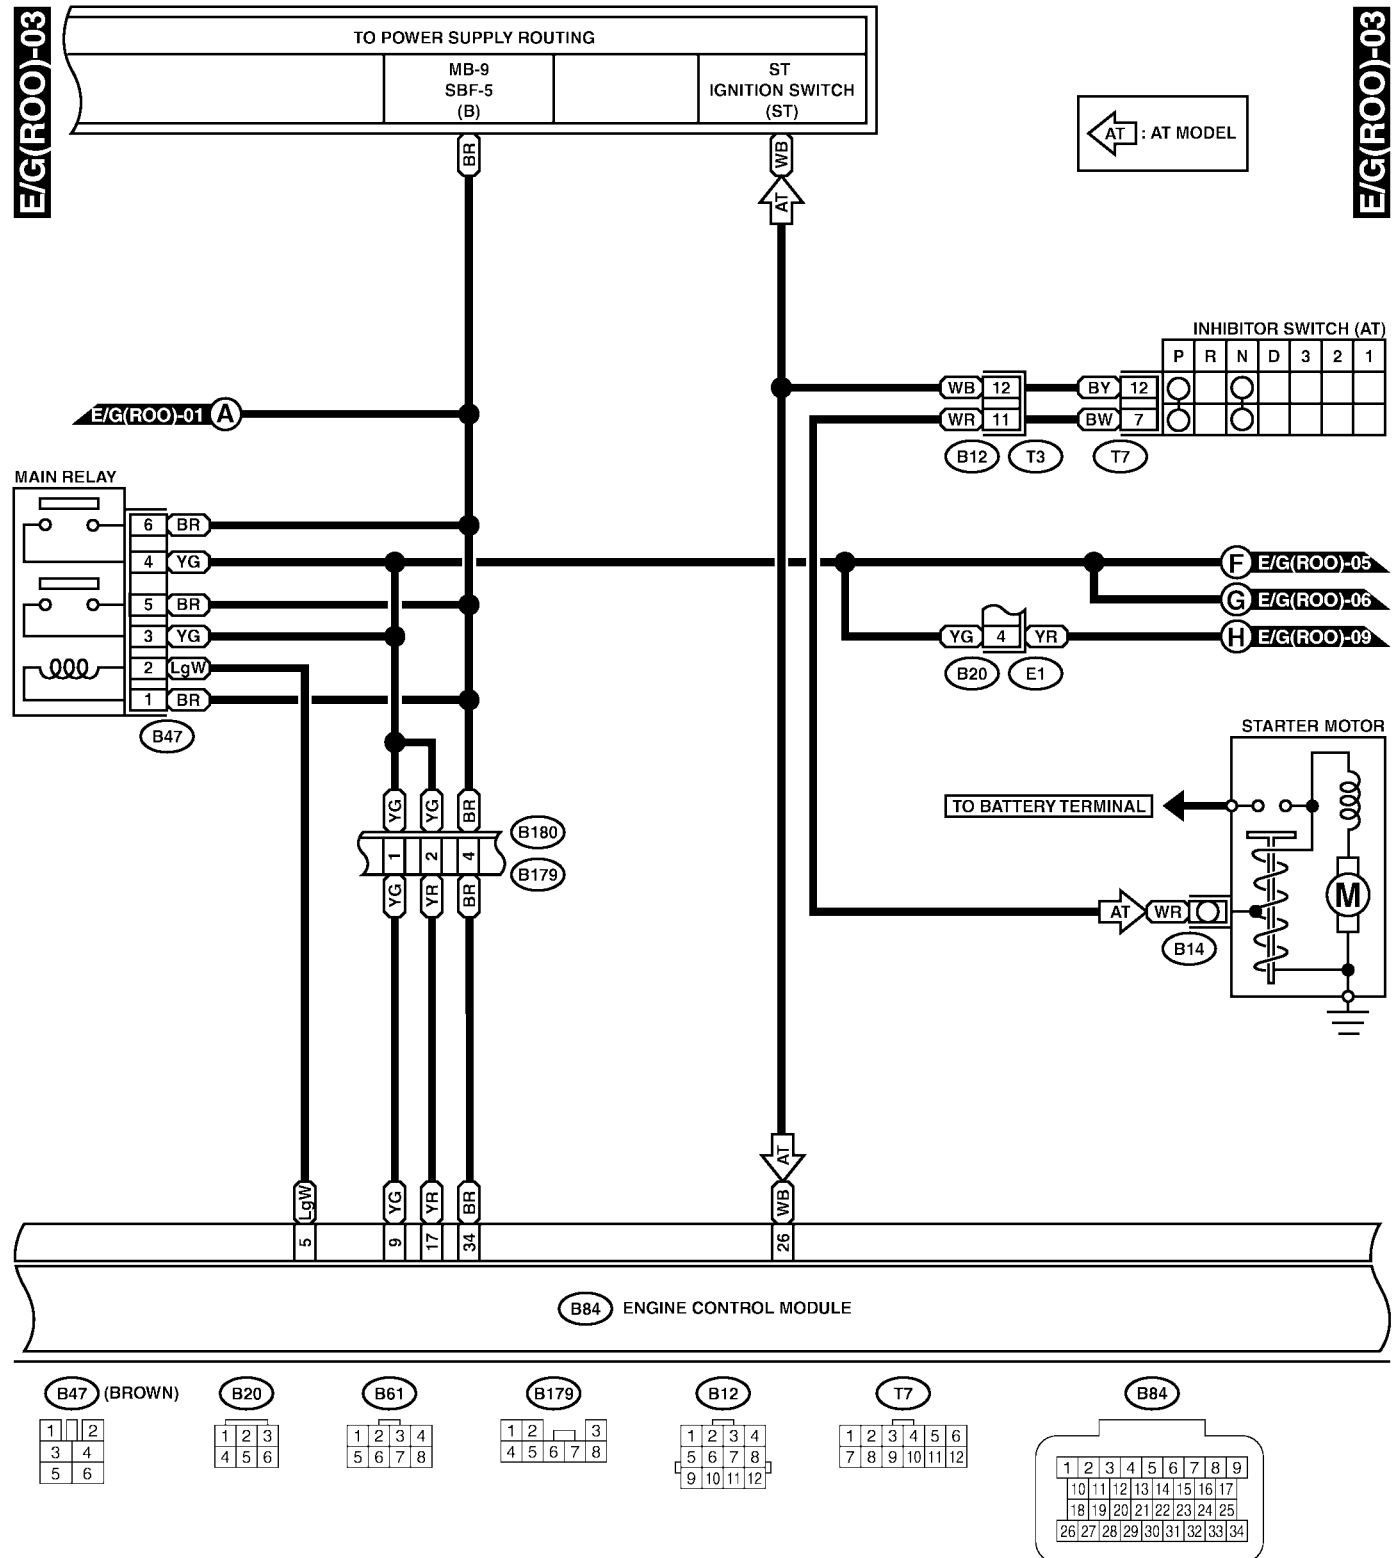 E/G(ROO)-03
E/G(ROO)-03
TO POWER SUPPLY ROUTING
MB-9
SBF-5
(B)
ST
IGNITION SWITCH
(ST)
BR
WB
AT
AT : AT MODEL
INHIBITOR SWITCH (AT)
P R N D 3 2 1
WB 12 BY 12
WR 11 BW 7
B12 T3 T7
E/G(ROO)-01 A
MAIN RELAY
6 BR
4 YG
5 BR
3 YG
2 LgW
1 BR
B47
F E/G(ROO)-05
G E/G(ROO)-06
YG 4 YR
H E/G(ROO)-09
B20 E1
STARTER MOTOR
TO BATTERY TERMINAL
M
AT WR
B14
YG YG BR
B180
1 2 4
B179
YG YR BR
AT
LgW YG YR BR WB
5 9 17 34 26
B84 ENGINE CONTROL MODULE
B47 (BROWN)
1 2
3 4
5 6
B20
1 2 3
4 5 6
B61
1 2 3 4
5 6 7 8
B179
1 2 3
4 5 6 7 8
B12
1 2 3 4
5 6 7 8
9 10 11 12
T7
1 2 3 4 5 6
7 8 9 10 11 12
B84
1 2 3 4 5 6 7 8 9
10 11 12 13 14 15 16 17
18 19 20 21 22 23 24 25
26 27 28 29 30 31 32 33 34